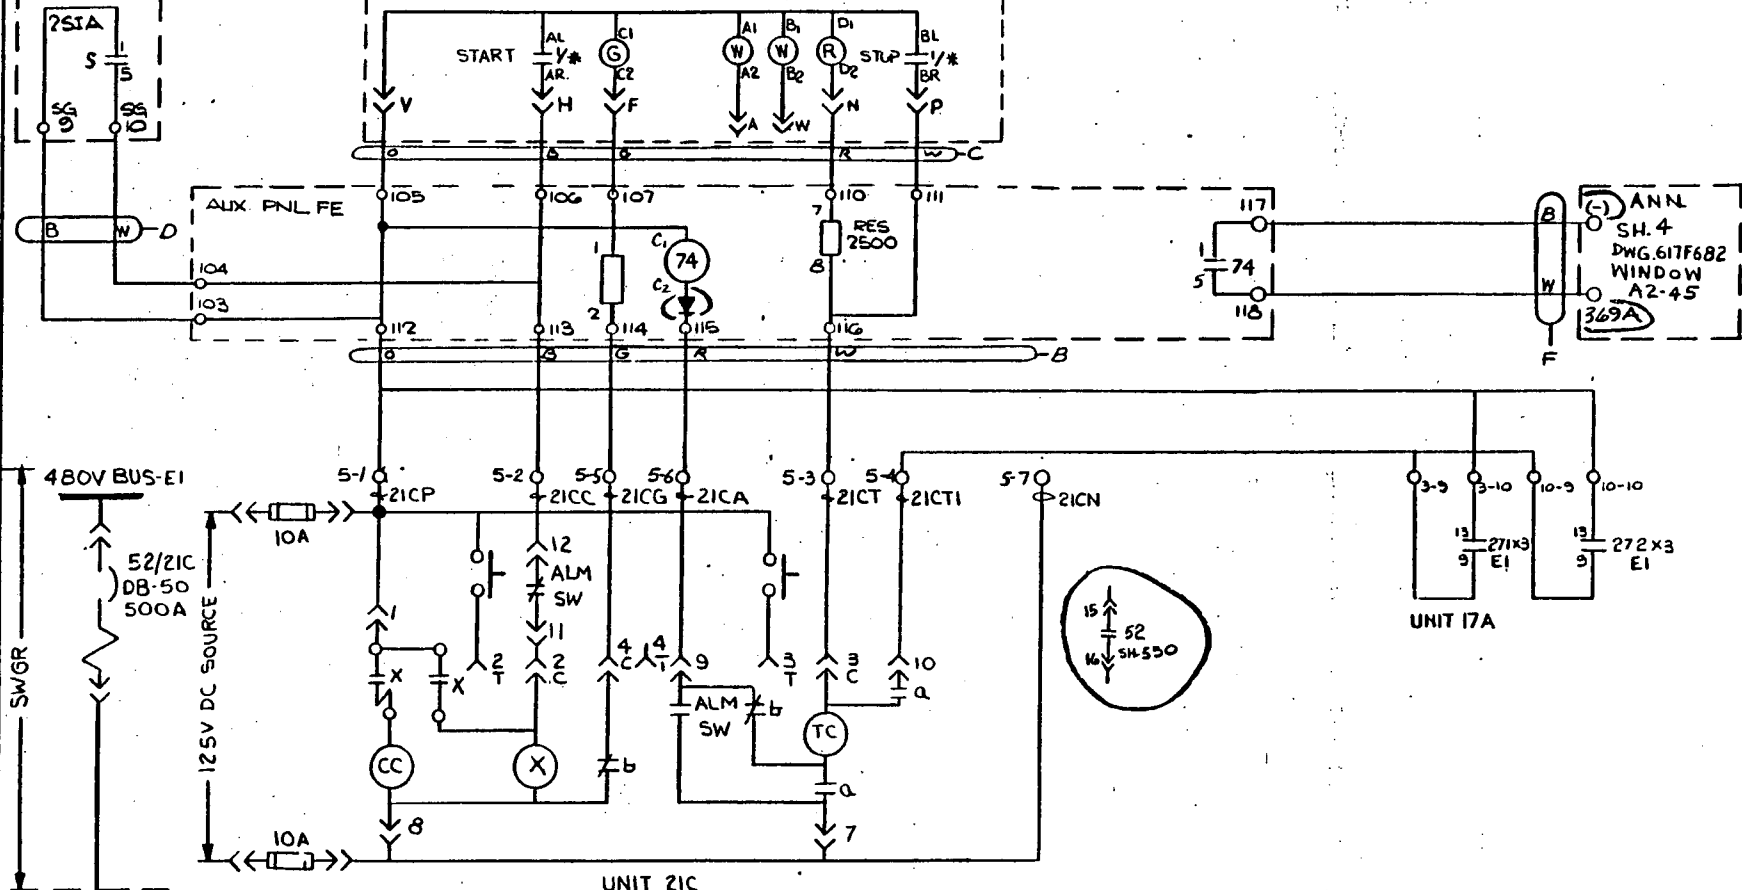 2SIA
S 1 5
SG 9
SG 10
START
AL
1/*
AR.
C1
G
C2
A1
W
A2
B1
W
B2
D1
R
D2
STOP
BL
1/*
BR
V
H
F
A
W
N
P
O
B
G
R
W
C
AUX. PNL FE
105
106
107
110
111
117
B
W
D
104
103
1
2
C1
74
C2
7
RES
2500
8
1
74
5
118
B
W
F
(-) ANN.
SH. 4
DWG.617F682
WINDOW
A2-45
369A
112
113
114
115
116
O
B
G
R
W
B
480V BUS-E1
5-1
5-2
5-5
5-6
5-3
5-4
5-7
3-9
3-10
10-9
10-10
21CP
21CC
21CG
21CA
21CT
21CT1
21CN
10A
52/21C
DB-50
500A
12
ALM
SW
11
13
271X3
9 E1
13
272X3
9 E1
UNIT 17A
15
52
16 SH-550
SWGR
125V DC SOURCE
1
2
T
2
C
4
C
4
T
9
3
T
3
C
10
a
X
X
ALM
SW
b
TC
CC
X
b
a
8
7
10A
UNIT 21C